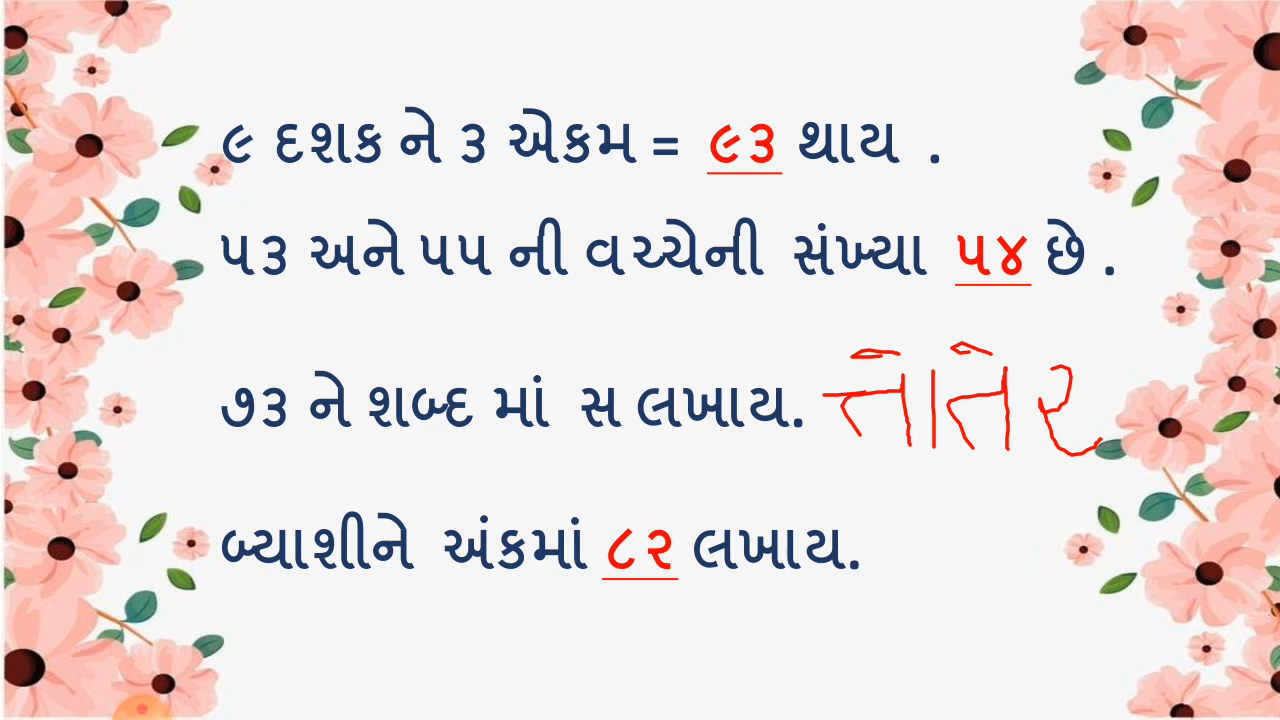 ૯ દશક ને ૩ એકમ = ૯૩ થાય .
૫૩ અને ૫૫ ની વચ્ચેની સંખ્યા ૫૪ છે .
૭૩ ને શબ્દ માં સ લખાય. તાતેર
બ્યાશીને અંકમાં ૮૨ લખાય.